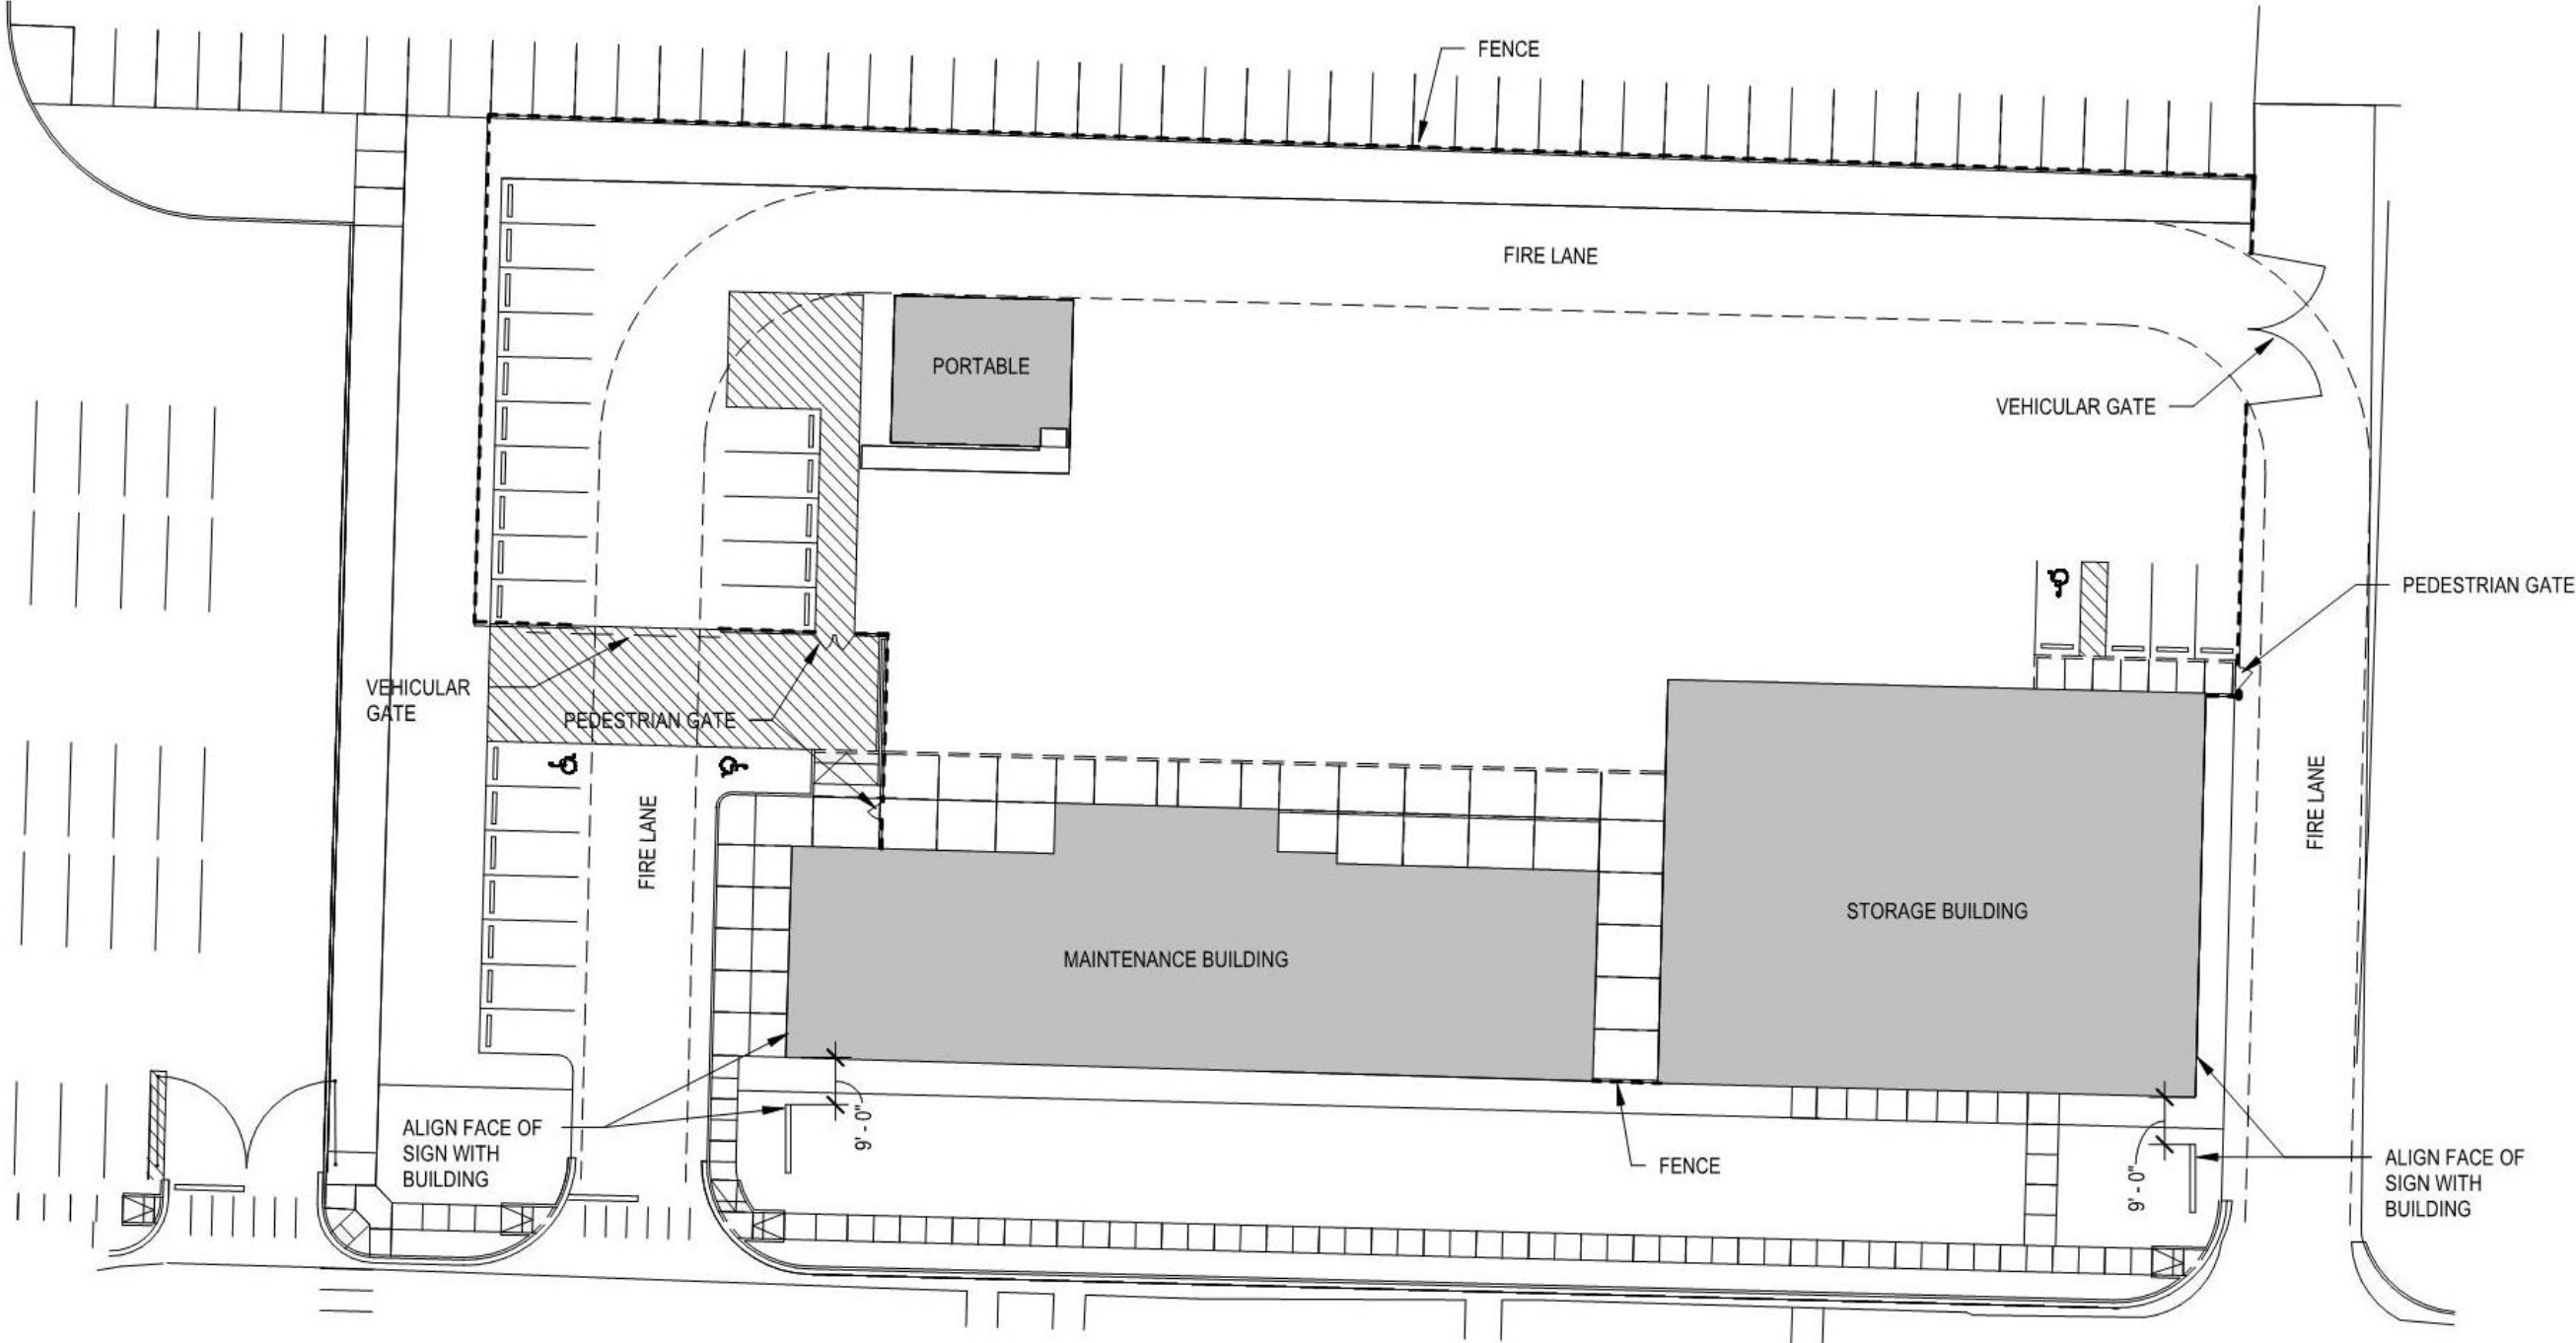 FENCE
FIRE LANE
PORTABLE
VEHICULAR GATE
PEDESTRIAN GATE
VEHICULAR
GATE
PEDESTRIAN GATE
FIRE LANE
FIRE LANE
STORAGE BUILDING
MAINTENANCE BUILDING
ALIGN FACE OF
SIGN WITH
BUILDING
9' - 0"
FENCE
9' - 0"
ALIGN FACE OF
SIGN WITH
BUILDING